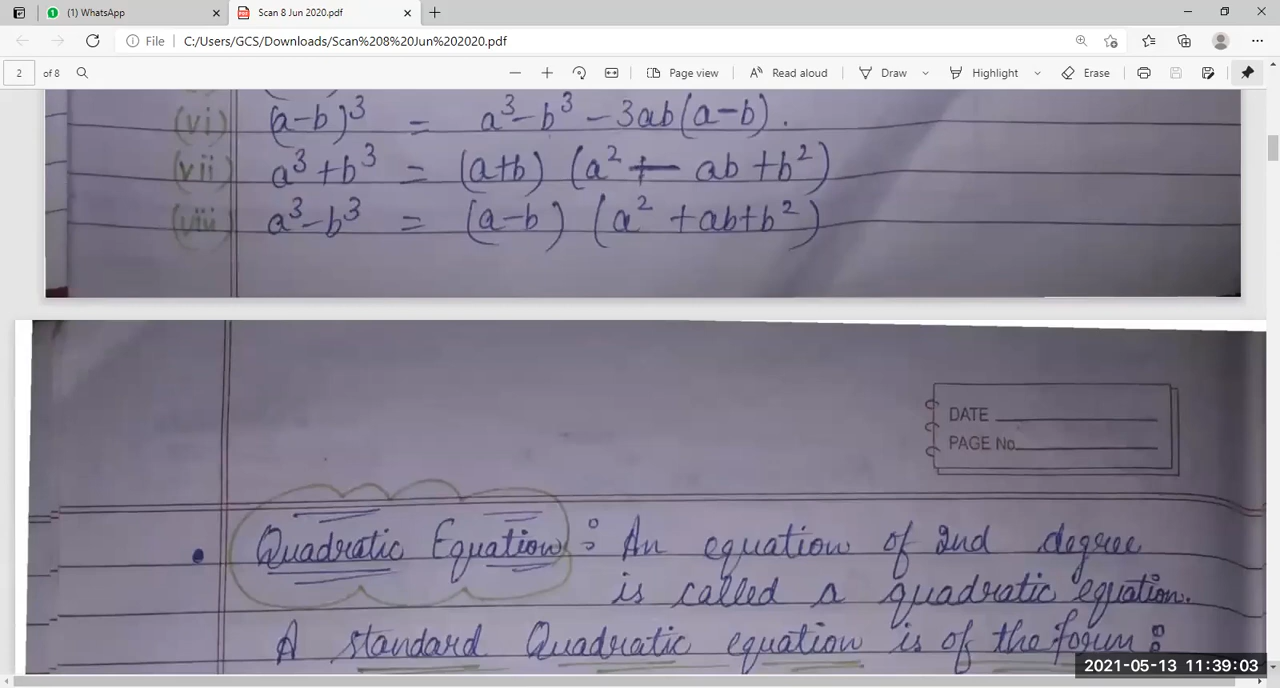 (1) WhatsApp
Scan 8 Jun 2020.pdf
File
C:/Users/GCS/Downloads/Scan%208%20Jun%202020.pdf
2 of 8
Page view
Read aloud
Draw
Highlight
Erase
(vi) (a-b)³ = a³-b³-3ab(a-b).
(vii) a³+b³ = (a+b) (a² - ab+b²)
(viii) a³-b³ = (a-b) (a² +ab+b²)
DATE
PAGE No.
• Quadratic Equation : An equation of 2nd degree
is called a quadratic equation.
A standard Quadratic equation is of the form :
2021-05-13 11:39:03